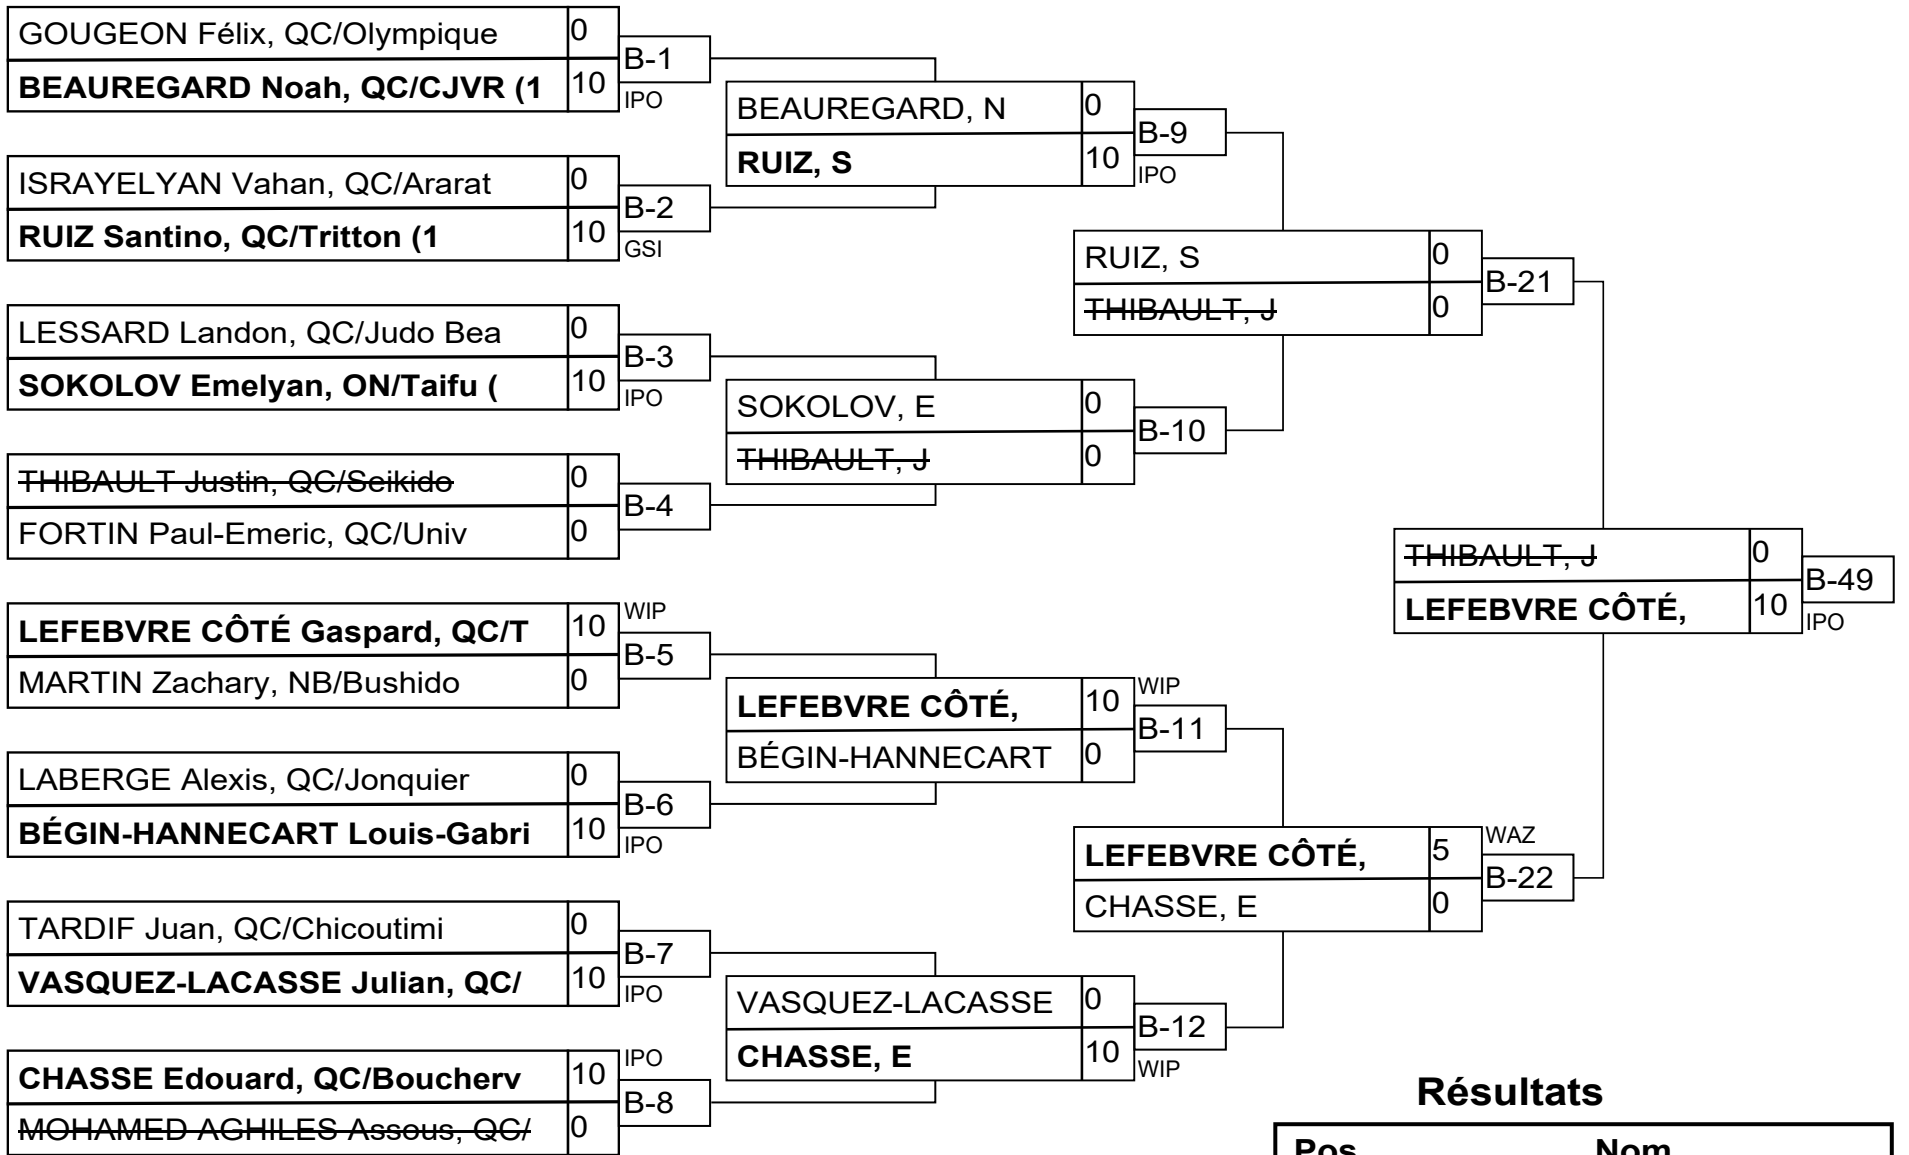 GOUGEON Félix, QC/Olympique 0
BEAUREGARD Noah, QC/CJVR (1 10
B-1
IPO
ISRAYELYAN Vahan, QC/Ararat 0
RUIZ Santino, QC/Tritton (1 10
B-2
GSI
LESSARD Landon, QC/Judo Bea 0
SOKOLOV Emelyan, ON/Taifu ( 10
B-3
IPO
THIBAULT Justin, QC/Seikido 0
FORTIN Paul-Emeric, QC/Univ 0
B-4
LEFEBVRE CÔTÉ Gaspard, QC/T 10
MARTIN Zachary, NB/Bushido 0
WIP
B-5
LABERGE Alexis, QC/Jonquier 0
BÉGIN-HANNECART Louis-Gabri 10
B-6
IPO
TARDIF Juan, QC/Chicoutimi 0
VASQUEZ-LACASSE Julian, QC/ 10
B-7
IPO
CHASSE Edouard, QC/Boucherv 10
MOHAMED AGHILES Assous, QC/ 0
IPO
B-8
BEAUREGARD, N 0
RUIZ, S 10
B-9
IPO
SOKOLOV, E 0
THIBAULT, J 0
B-10
LEFEBVRE CÔTÉ, 10
BÉGIN-HANNECART 0
WIP
B-11
VASQUEZ-LACASSE 0
CHASSE, E 10
B-12
WIP
RUIZ, S 0
THIBAULT, J 0
B-21
LEFEBVRE CÔTÉ, 5
CHASSE, E 0
WAZ
B-22
THIBAULT, J 0
LEFEBVRE CÔTÉ, 10
B-49
IPO
Résultats
Pos Nom